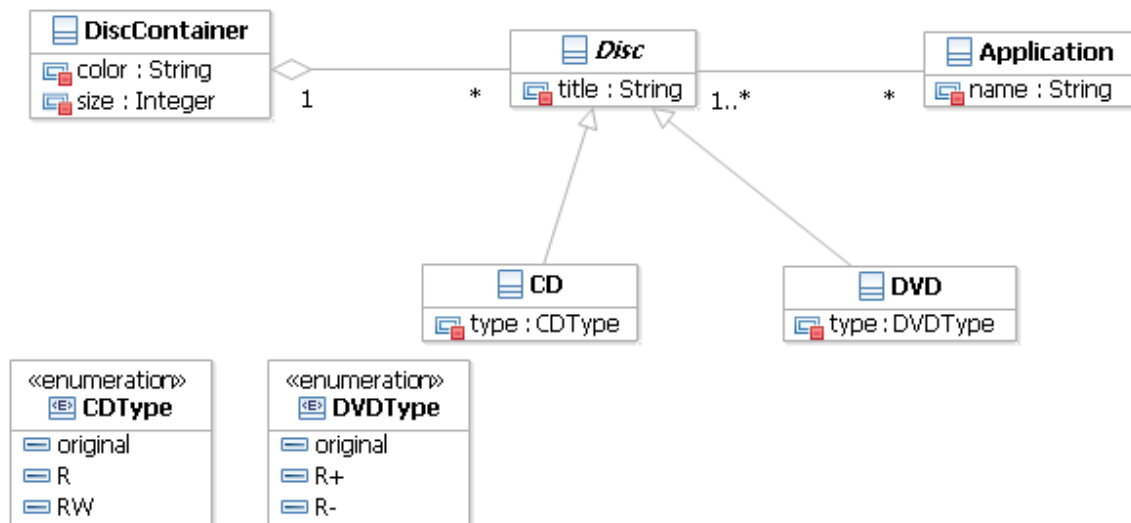 DiscContainer
color : String
size : Integer
1
*
Disc
title : String
1..*
*
Application
name : String
CD
type : CDType
DVD
type : DVDType
«enumeration»
<E> CDType
original
R
RW
«enumeration»
<E> DVDType
original
R+
R-